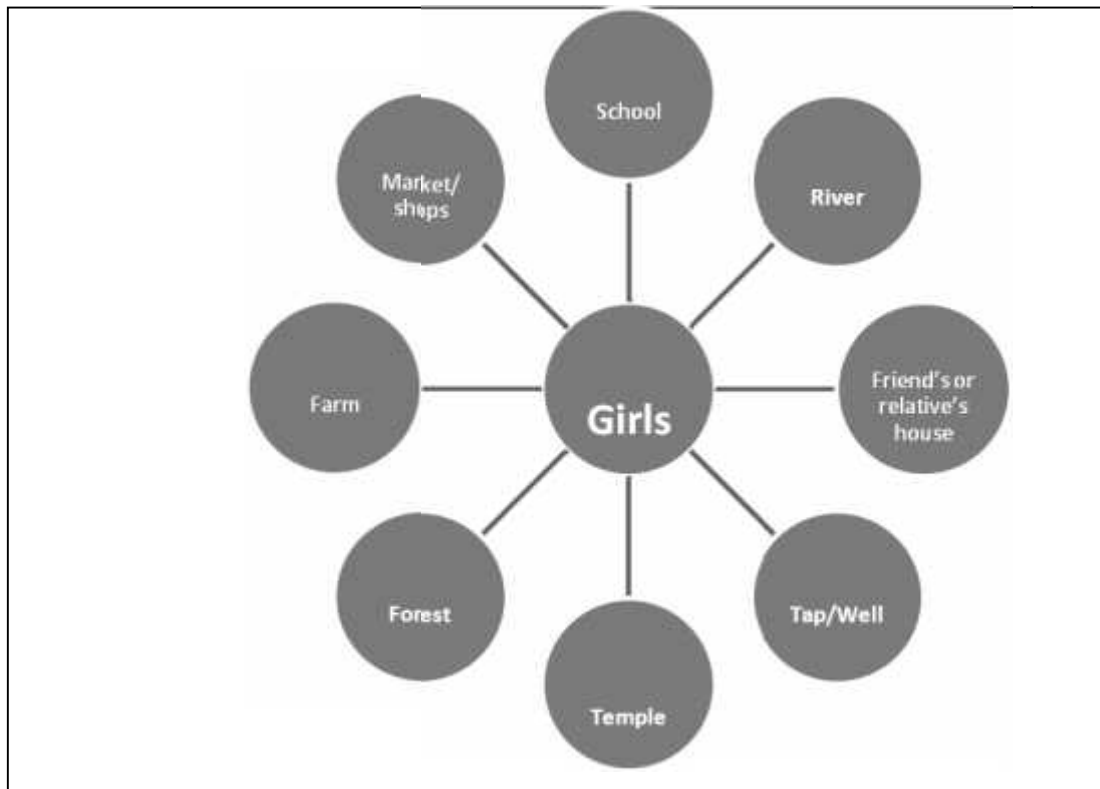 School
River
Friend's or
relative's
house
Tap/Well
Temple
Forest
Farm
Market/
shops
Girls